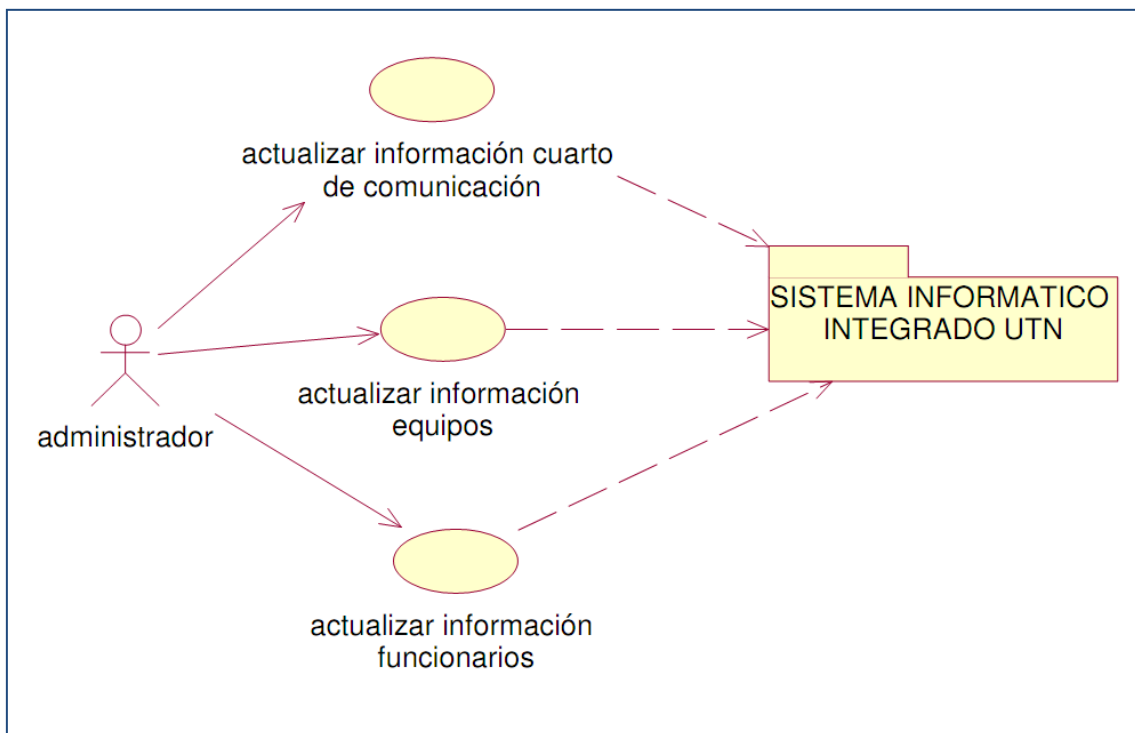 actualizar información cuarto
de comunicación
SISTEMA INFORMATICO
INTEGRADO UTN
actualizar información
equipos
administrador
actualizar información
funcionarios